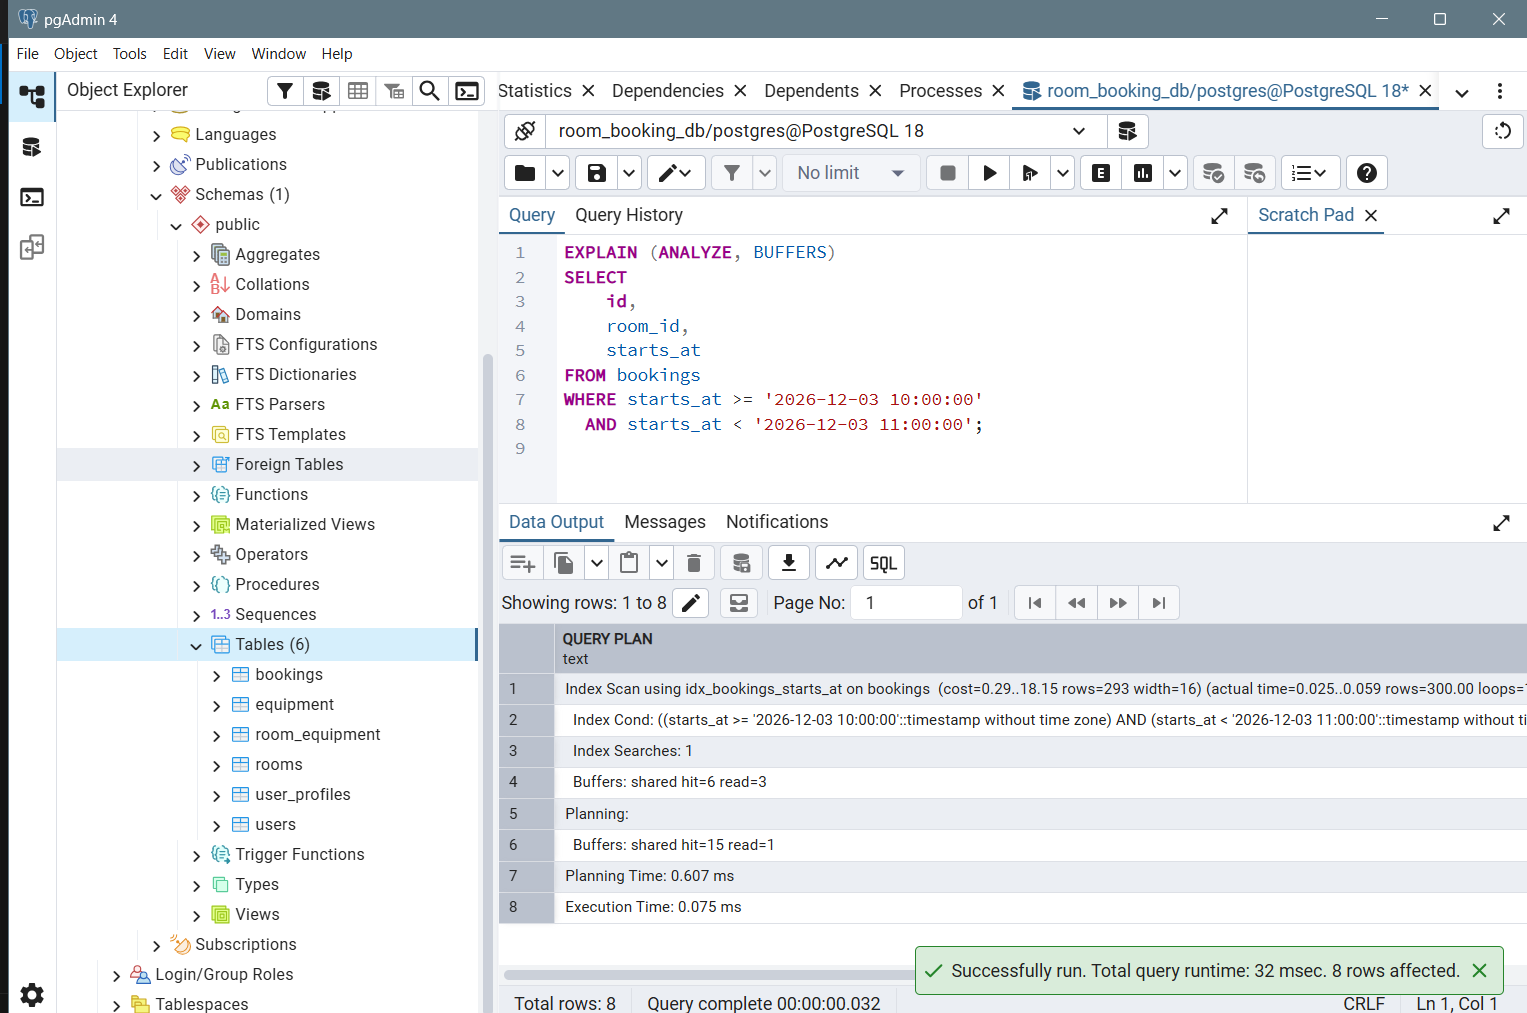 pgAdmin 4
File Object Tools Edit View Window Help
Object Explorer
Languages
Publications
Schemas (1)
public
Aggregates
Collations
Domains
FTS Configurations
FTS Dictionaries
Aa FTS Parsers
FTS Templates
Foreign Tables
Functions
Materialized Views
Operators
Procedures
1..3 Sequences
Tables (6)
bookings
equipment
room_equipment
rooms
user_profiles
users
Trigger Functions
Types
Views
Subscriptions
Login/Group Roles
Tablespaces
Statistics Dependencies Dependents Processes room_booking_db/postgres@PostgreSQL 18*
room_booking_db/postgres@PostgreSQL 18
No limit E
Query Query History Scratch Pad
1 EXPLAIN (ANALYZE, BUFFERS)
2 SELECT
3 id,
4 room_id,
5 starts_at
6 FROM bookings
7 WHERE starts_at >= '2026-12-03 10:00:00'
8 AND starts_at < '2026-12-03 11:00:00';
9
Data Output Messages Notifications
SQL
Showing rows: 1 to 8 Page No: 1 of 1
QUERY PLAN
text
1 Index Scan using idx_bookings_starts_at on bookings (cost=0.29..18.15 rows=293 width=16) (actual time=0.025..0.059 rows=300.00 loops=
2 Index Cond: ((starts_at >= '2026-12-03 10:00:00'::timestamp without time zone) AND (starts_at < '2026-12-03 11:00:00'::timestamp without
3 Index Searches: 1
4 Buffers: shared hit=6 read=3
5 Planning:
6 Buffers: shared hit=15 read=1
7 Planning Time: 0.607 ms
8 Execution Time: 0.075 ms
Successfully run. Total query runtime: 32 msec. 8 rows affected.
Total rows: 8 Query complete 00:00:00.032 CRLF Ln 1, Col 1